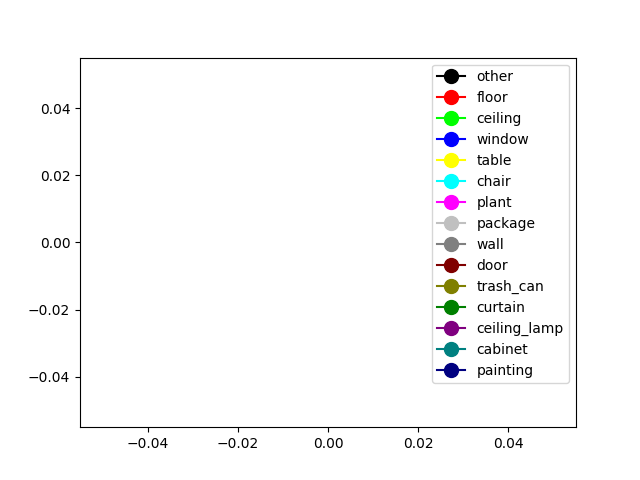 other
floor
ceiling
window
table
chair
plant
package
wall
door
trash_can
curtain
ceiling_lamp
cabinet
painting
0.04
0.02
0.00
−0.02
−0.04
−0.04 −0.02 0.00 0.02 0.04